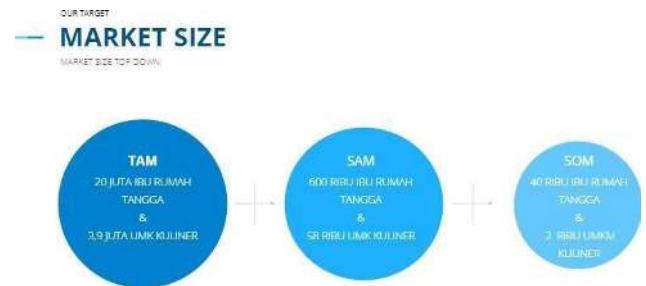 OUR TARGET
MARKET SIZE
MARKET SIZE TOP DOWN
TAM
20 JUTA IBU RUMAH
TANGGA
&
3,9 JUTA UMK KULINER
SAM
600 RIBU IBU RUMAH
TANGGA
&
58 RIBU UMK KULINER
SOM
40 RIBU IBU RUMAH
TANGGA
&
2 RIBU UMKM
KULINER